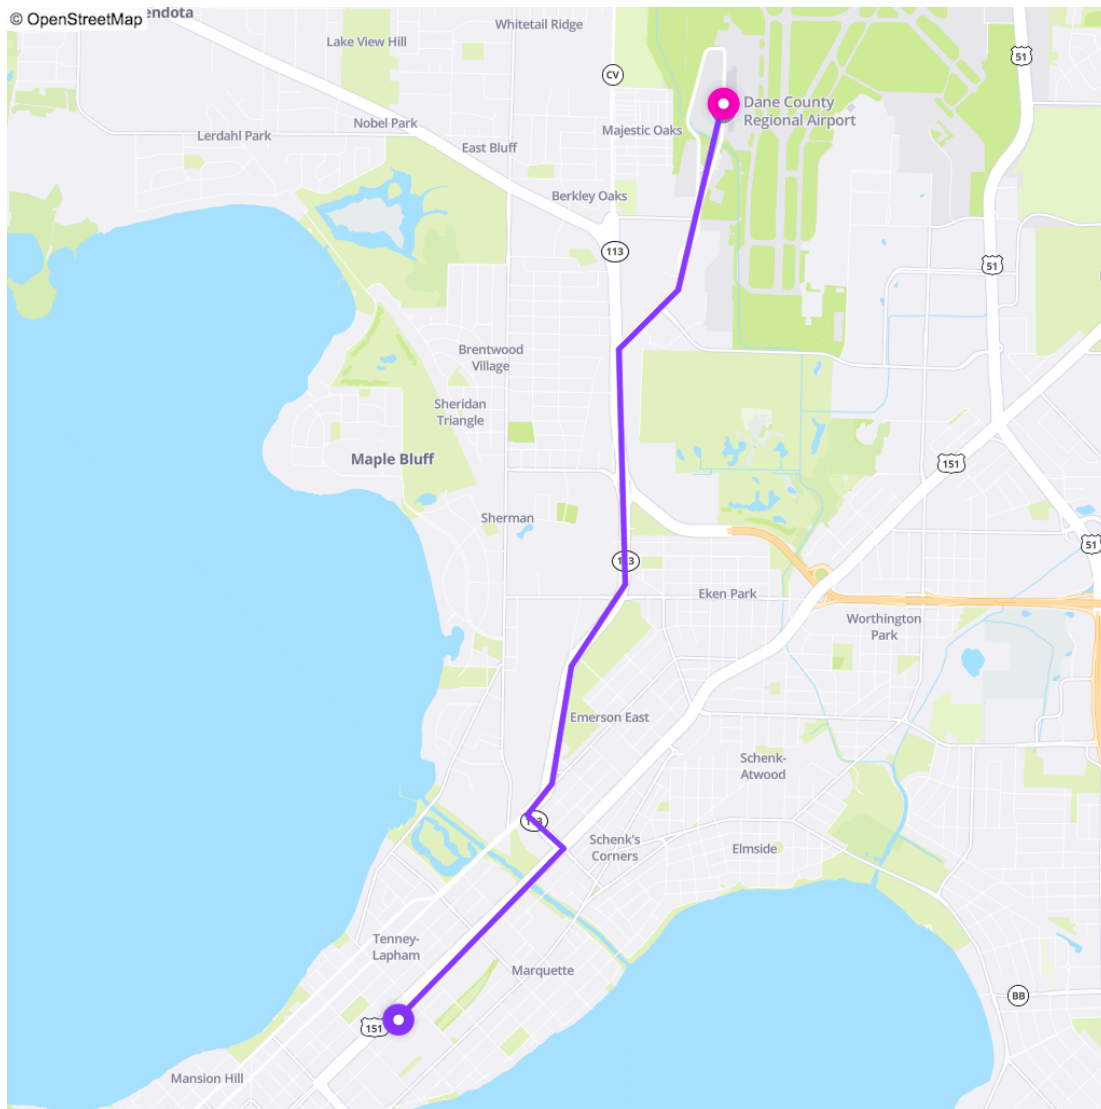 © OpenStreetMap
Whitetail Ridge
Lake View Hill
51
CV
Dane County
Regional Airport
Nobel Park
Majestic Oaks
Lerdahl Park
East Bluff
Berkley Oaks
113
51
Brentwood
Village
Sheridan
Triangle
Maple Bluff
151
Sherman
51
Eken Park
Worthington
Park
Emerson East
Schenk-
Atwood
Schenk's
Corners
Elmside
Tenney-
Lapham
Marquette
BB
151
Mansion Hill